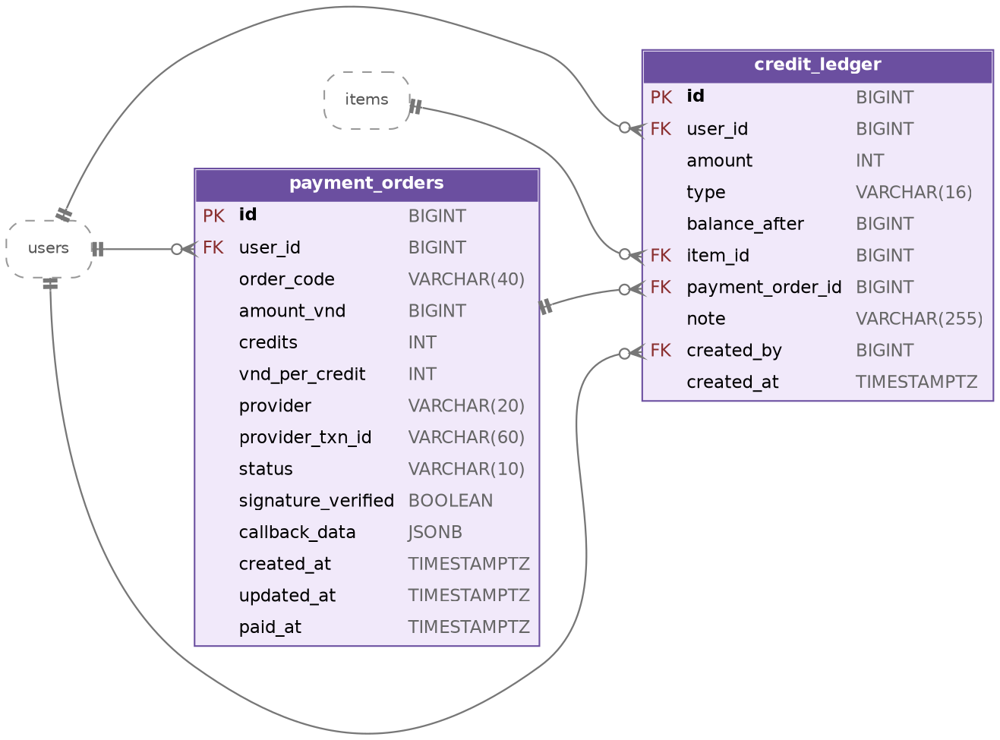 users
items
payment_orders
PK id BIGINT
FK user_id BIGINT
order_code VARCHAR(40)
amount_vnd BIGINT
credits INT
vnd_per_credit INT
provider VARCHAR(20)
provider_txn_id VARCHAR(60)
status VARCHAR(10)
signature_verified BOOLEAN
callback_data JSONB
created_at TIMESTAMPTZ
updated_at TIMESTAMPTZ
paid_at TIMESTAMPTZ
credit_ledger
PK id BIGINT
FK user_id BIGINT
amount INT
type VARCHAR(16)
balance_after BIGINT
FK item_id BIGINT
FK payment_order_id BIGINT
note VARCHAR(255)
FK created_by BIGINT
created_at TIMESTAMPTZ